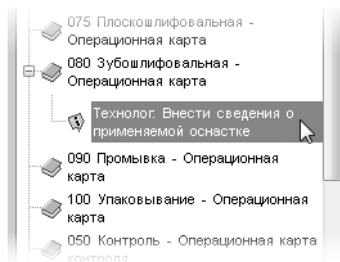 075 Плоскошлифовальная -
Операционная карта
080 Зубошлифовальная -
Операционная карта
Технолог. Внести сведения о
применяемой оснастке
090 Промывка - Операционная
карта
100 Упаковывание - Операционная
карта
050 Контроль - Операционная карта
контроля